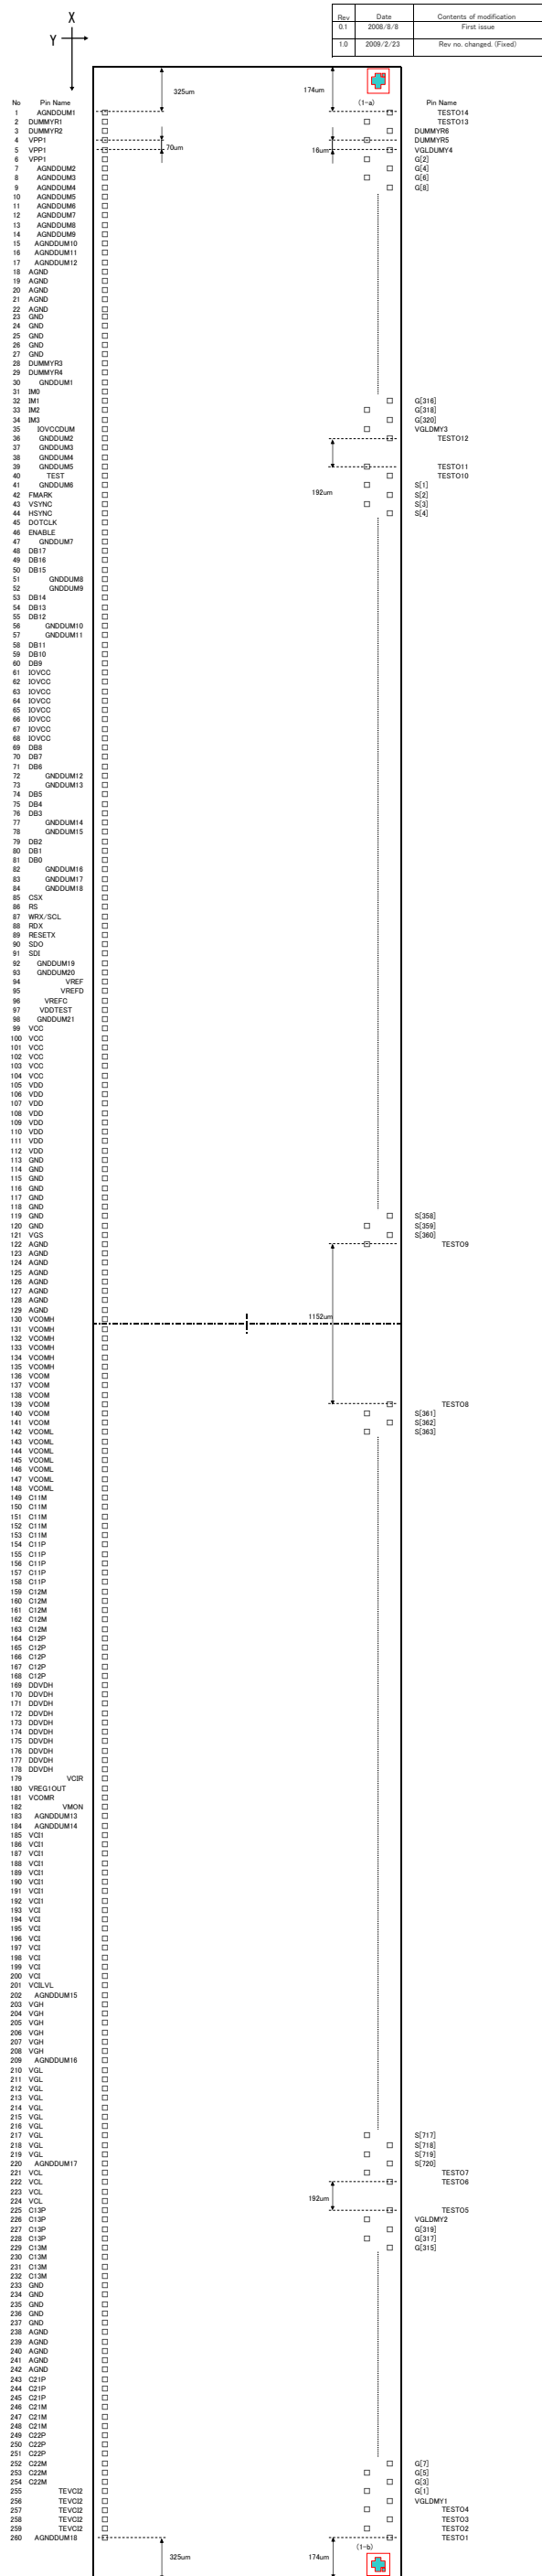 X
Y
Rev Date Contents of modification
0.1 2008/8/8 First issue
1.0 2009/2/23 Rev no. changed. (Fixed)
325um
174um
(1-a)
No Pin Name
Pin Name
1 AGNDDUM1
2 DUMMYR1
3 DUMMYR2
4 VPP1
5 VPP1
6 VPP1
7 AGNDDUM2
8 AGNDDUM3
9 AGNDDUM4
10 AGNDDUM5
11 AGNDDUM6
12 AGNDDUM7
13 AGNDDUM8
14 AGNDDUM9
15 AGNDDUM10
16 AGNDDUM11
17 AGNDDUM12
18 AGND
19 AGND
20 AGND
21 AGND
22 AGND
23 GND
24 GND
25 GND
26 GND
27 GND
28 DUMMYR3
29 DUMMYR4
30 GNDDUM1
31 IM0
32 IM1
33 IM2
34 IM3
35 IOVCCDUM
36 GNDDUM2
37 GNDDUM3
38 GNDDUM4
39 GNDDUM5
40 TEST
41 GNDDUM6
42 FMARK
43 VSYNC
44 HSYNC
45 DOTCLK
46 ENABLE
47 GNDDUM7
48 DB17
49 DB16
50 DB15
51 GNDDUM8
52 GNDDUM9
53 DB14
54 DB13
55 DB12
56 GNDDUM10
57 GNDDUM11
58 DB11
59 DB10
60 DB9
61 IOVCC
62 IOVCC
63 IOVCC
64 IOVCC
65 IOVCC
66 IOVCC
67 IOVCC
68 IOVCC
69 DB8
70 DB7
71 DB6
72 GNDDUM12
73 GNDDUM13
74 DB5
75 DB4
76 DB3
77 GNDDUM14
78 GNDDUM15
79 DB2
80 DB1
81 DB0
82 GNDDUM16
83 GNDDUM17
84 GNDDUM18
85 CSX
86 RS
87 WRX/SCL
88 RDX
89 RESETX
90 SDO
91 SDI
92 GNDDUM19
93 GNDDUM20
94 VREF
95 VREFD
96 VREFC
97 VDDTEST
98 GNDDUM21
99 VCC
100 VCC
101 VCC
102 VCC
103 VCC
104 VCC
105 VDD
106 VDD
107 VDD
108 VDD
109 VDD
110 VDD
111 VDD
112 VDD
113 GND
114 GND
115 GND
116 GND
117 GND
118 GND
119 GND
120 GND
121 VGS
122 AGND
123 AGND
124 AGND
125 AGND
126 AGND
127 AGND
128 AGND
129 AGND
130 VCOMH
131 VCOMH
132 VCOMH
133 VCOMH
134 VCOMH
135 VCOMH
136 VCOM
137 VCOM
138 VCOM
139 VCOM
140 VCOM
141 VCOM
142 VCOML
143 VCOML
144 VCOML
145 VCOML
146 VCOML
147 VCOML
148 VCOML
149 C11M
150 C11M
151 C11M
152 C11M
153 C11M
154 C11P
155 C11P
156 C11P
157 C11P
158 C11P
159 C12M
160 C12M
161 C12M
162 C12M
163 C12M
164 C12P
165 C12P
166 C12P
167 C12P
168 C12P
169 DDVDH
170 DDVDH
171 DDVDH
172 DDVDH
173 DDVDH
174 DDVDH
175 DDVDH
176 DDVDH
177 DDVDH
178 DDVDH
179 VCIR
180 VREG1OUT
181 VCOMR
182 VMON
183 AGNDDUM13
184 AGNDDUM14
185 VCI1
186 VCI1
187 VCI1
188 VCI1
189 VCI1
190 VCI1
191 VCI1
192 VCI1
193 VCI
194 VCI
195 VCI
196 VCI
197 VCI
198 VCI
199 VCI
200 VCI
201 VCILVL
202 AGNDDUM15
203 VGH
204 VGH
205 VGH
206 VGH
207 VGH
208 VGH
209 AGNDDUM16
210 VGL
211 VGL
212 VGL
213 VGL
214 VGL
215 VGL
216 VGL
217 VGL
218 VGL
219 VGL
220 AGNDDUM17
221 VCL
222 VCL
223 VCL
224 VCL
225 C13P
226 C13P
227 C13P
228 C13P
229 C13M
230 C13M
231 C13M
232 C13M
233 GND
234 GND
235 GND
236 GND
237 GND
238 AGND
239 AGND
240 AGND
241 AGND
242 AGND
243 C21P
244 C21P
245 C21P
246 C21M
247 C21M
248 C21M
249 C22P
250 C22P
251 C22P
252 C22M
253 C22M
254 C22M
255 TEVCI2
256 TEVCI2
257 TEVCI2
258 TEVCI2
259 TEVCI2
260 AGNDDUM18
70um
325um
TESTO14
TESTO13
DUMMYR6
DUMMYR5
16um
VGLDUMY4
G[2]
G[4]
G[6]
G[8]
G[316]
G[318]
G[320]
VGLDMY3
TESTO12
TESTO11
TESTO10
192um
S[1]
S[2]
S[3]
S[4]
S[358]
S[359]
S[360]
TESTO9
1152um
TESTO8
S[361]
S[362]
S[363]
S[717]
S[718]
S[719]
S[720]
TESTO7
TESTO6
192um
TESTO5
VGLDMY2
G[319]
G[317]
G[315]
G[7]
G[5]
G[3]
G[1]
VGLDMY1
TESTO4
TESTO3
TESTO2
TESTO1
(1-b)
174um